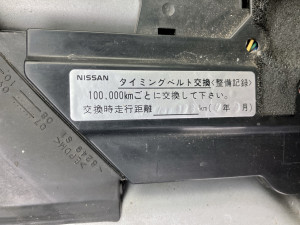 NISSAN タイミングベルト交換〈整備記録〉
100,000kmごとに交換して下さい。
交換時走行距離 km( 年 月)